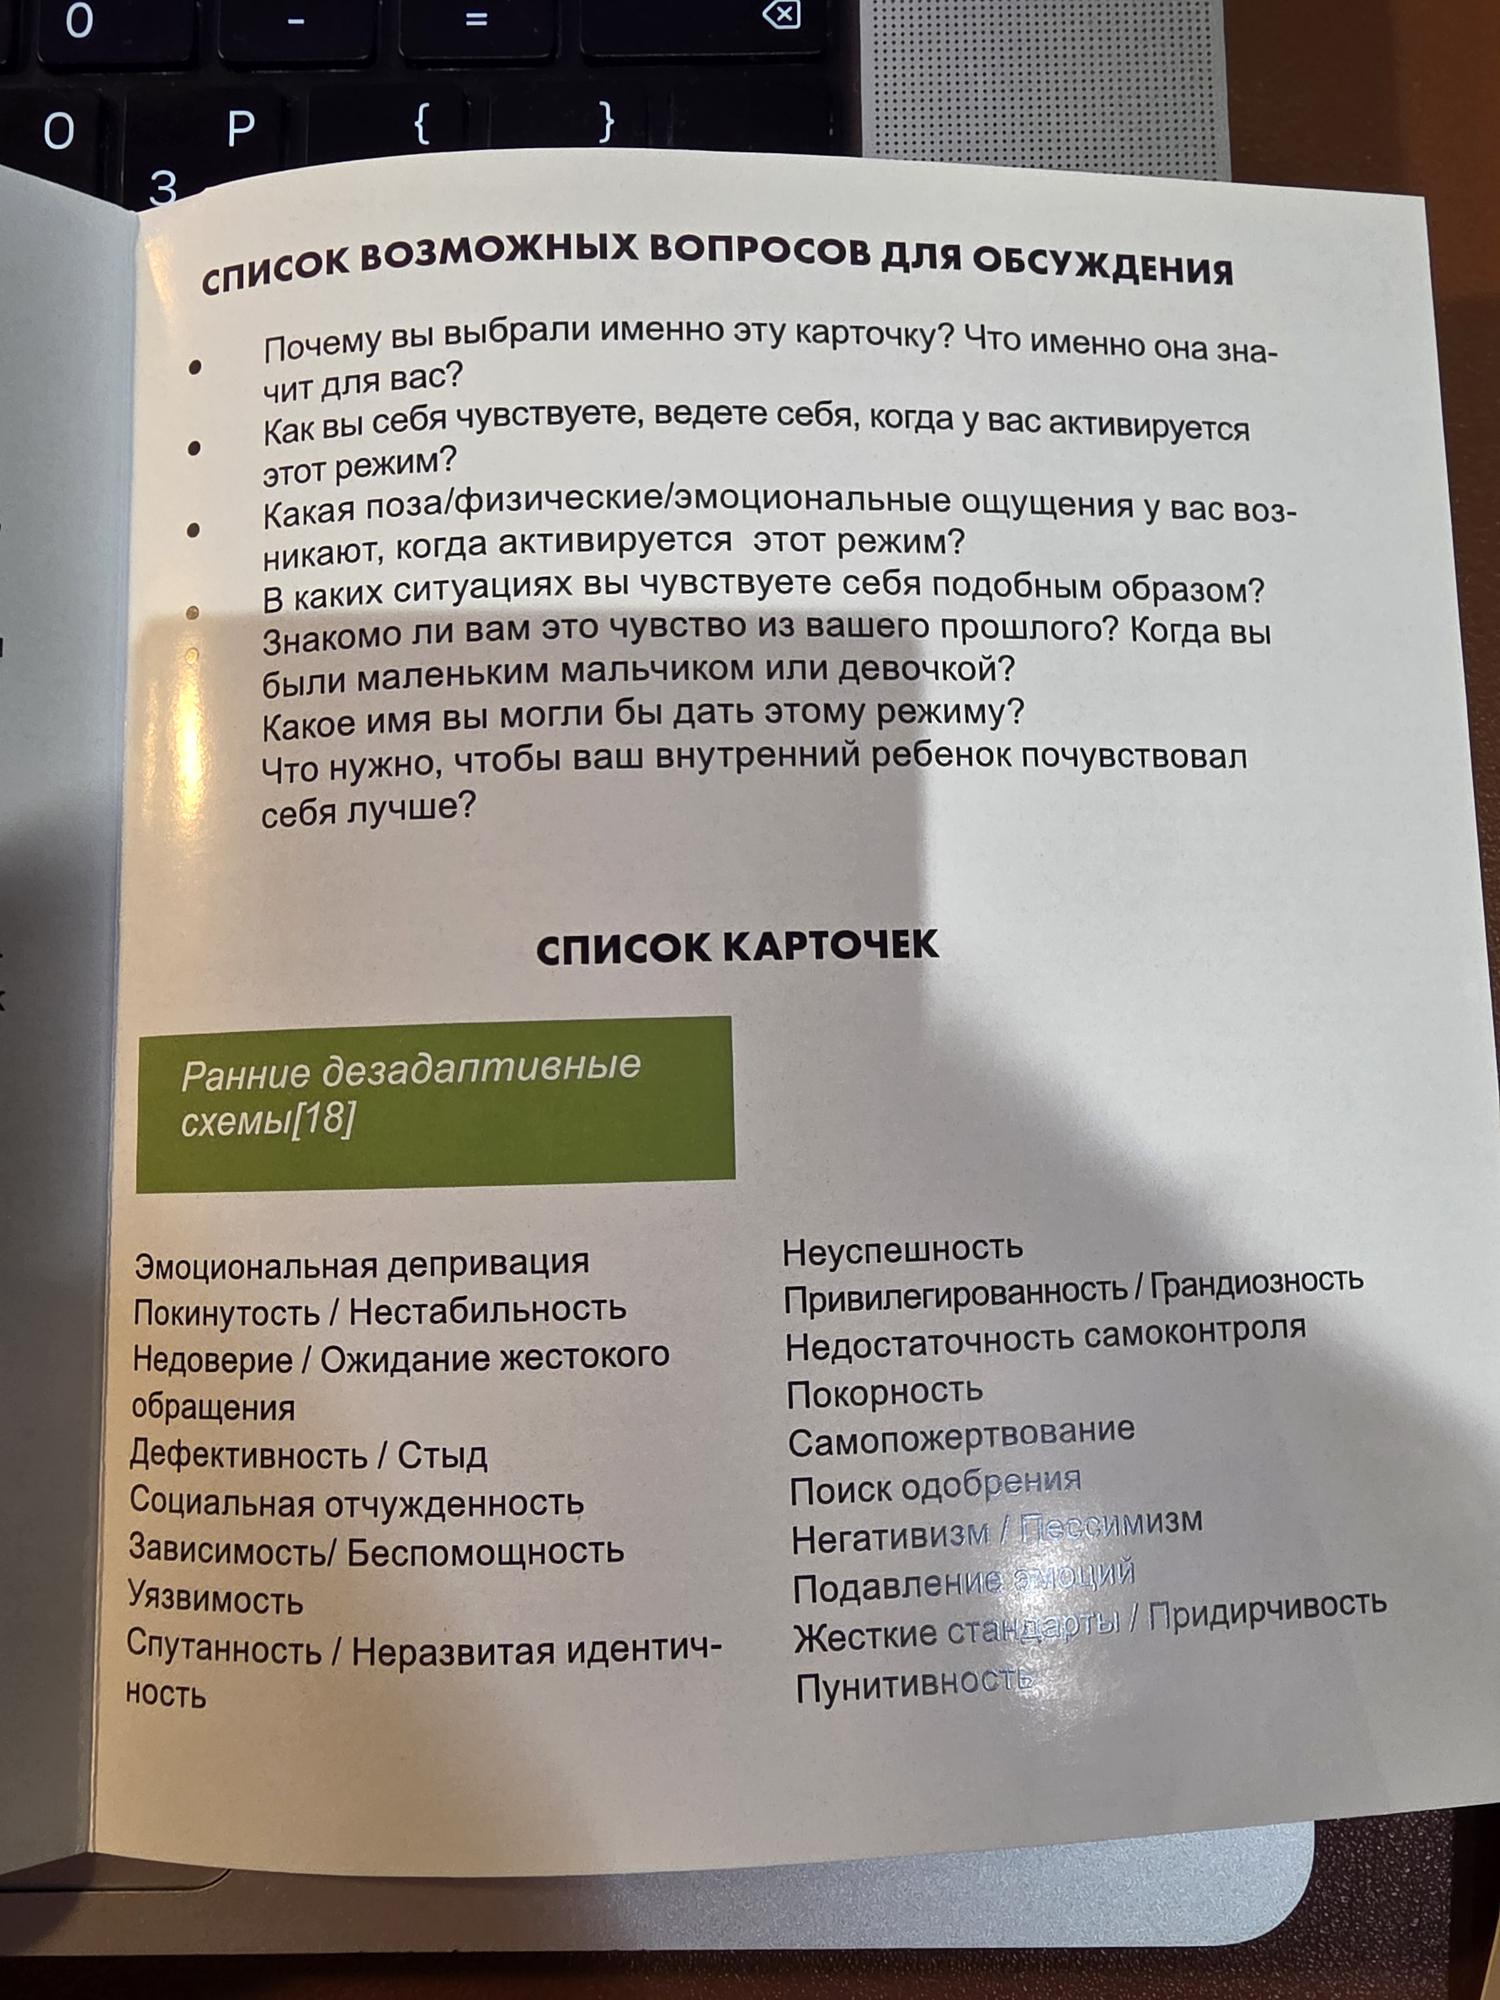 0
-
=
O
P
{
}
З
СПИСОК ВОЗМОЖНЫХ ВОПРОСОВ ДЛЯ ОБСУЖДЕНИЯ
• Почему вы выбрали именно эту карточку? Что именно она зна-
чит для вас?
• Как вы себя чувствуете, ведете себя, когда у вас активируется
этот режим?
• Какая поза/физические/эмоциональные ощущения у вас воз-
никают, когда активируется этот режим?
• В каких ситуациях вы чувствуете себя подобным образом?
• Знакомо ли вам это чувство из вашего прошлого? Когда вы
были маленьким мальчиком или девочкой?
Какое имя вы могли бы дать этому режиму?
Что нужно, чтобы ваш внутренний ребенок почувствовал
себя лучше?
СПИСОК КАРТОЧЕК
Ранние дезадаптивные
схемы[18]
Эмоциональная депривация
Покинутость / Нестабильность
Недоверие / Ожидание жестокого
обращения
Дефективность / Стыд
Социальная отчужденность
Зависимость/ Беспомощность
Уязвимость
Спутанность / Неразвитая идентич-
ность
Неуспешность
Привилегированность / Грандиозность
Недостаточность самоконтроля
Покорность
Самопожертвование
Поиск одобрения
Негативизм / Пессимизм
Подавление эмоций
Жесткие стандарты / Придирчивость
Пунитивность